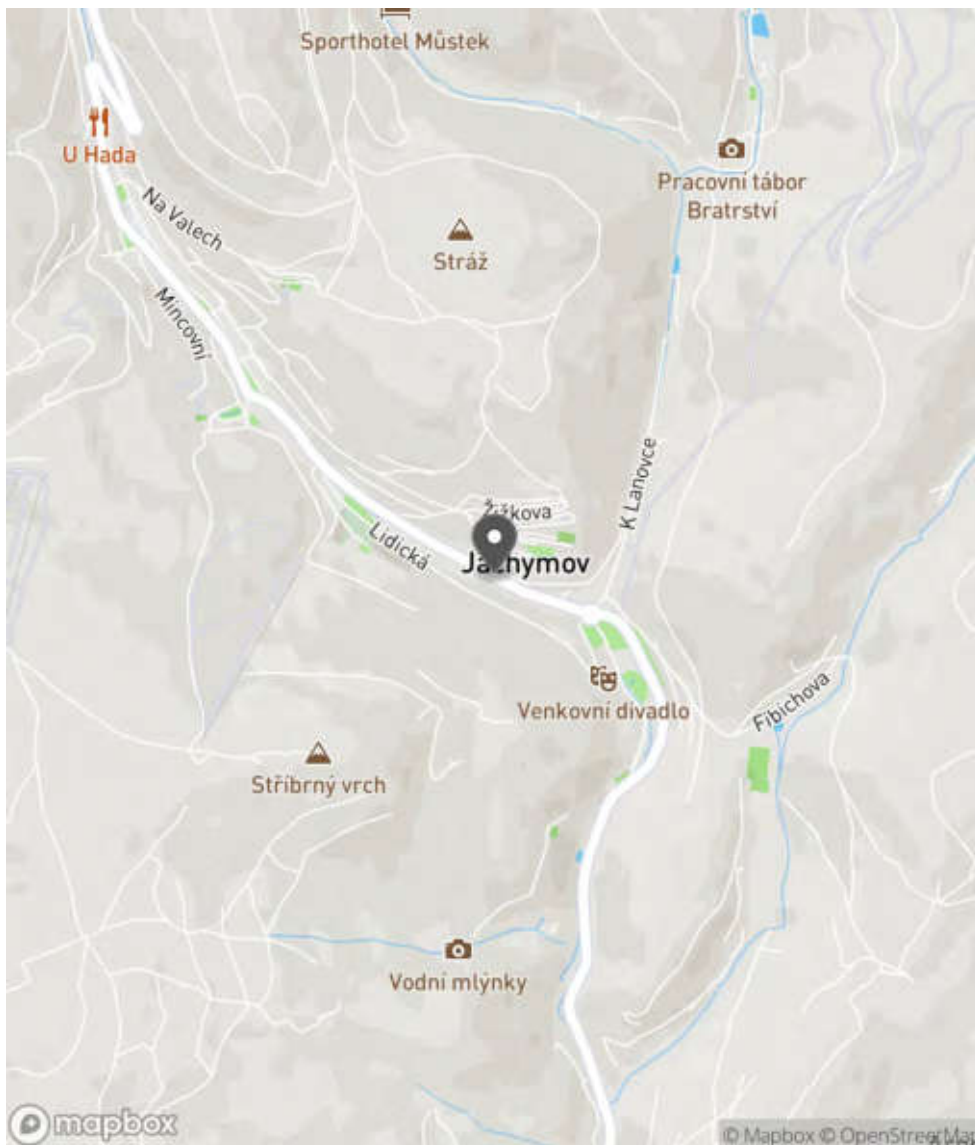 Sporthotel Můstek
U Hada
Pracovní tábor
Bratrství
Na Valech
Stráž
Mincovní
K Lanovce
Žižkova
Lidická
Jáchymov
Venkovní divadlo
Fibichova
Stříbrný vrch
Vodní mlýnky
mapbox
© Mapbox © OpenStreetMap